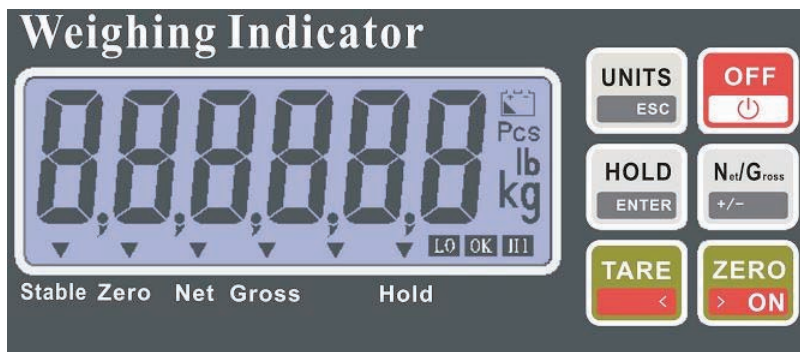 Weighing Indicator
8.8.8.8.8.8
Pcs
lb
kg
LO OK HI
Stable Zero Net Gross Hold
UNITS
ESC
OFF
HOLD
ENTER
Net/Gross
+/−
TARE
<
ZERO
> ON